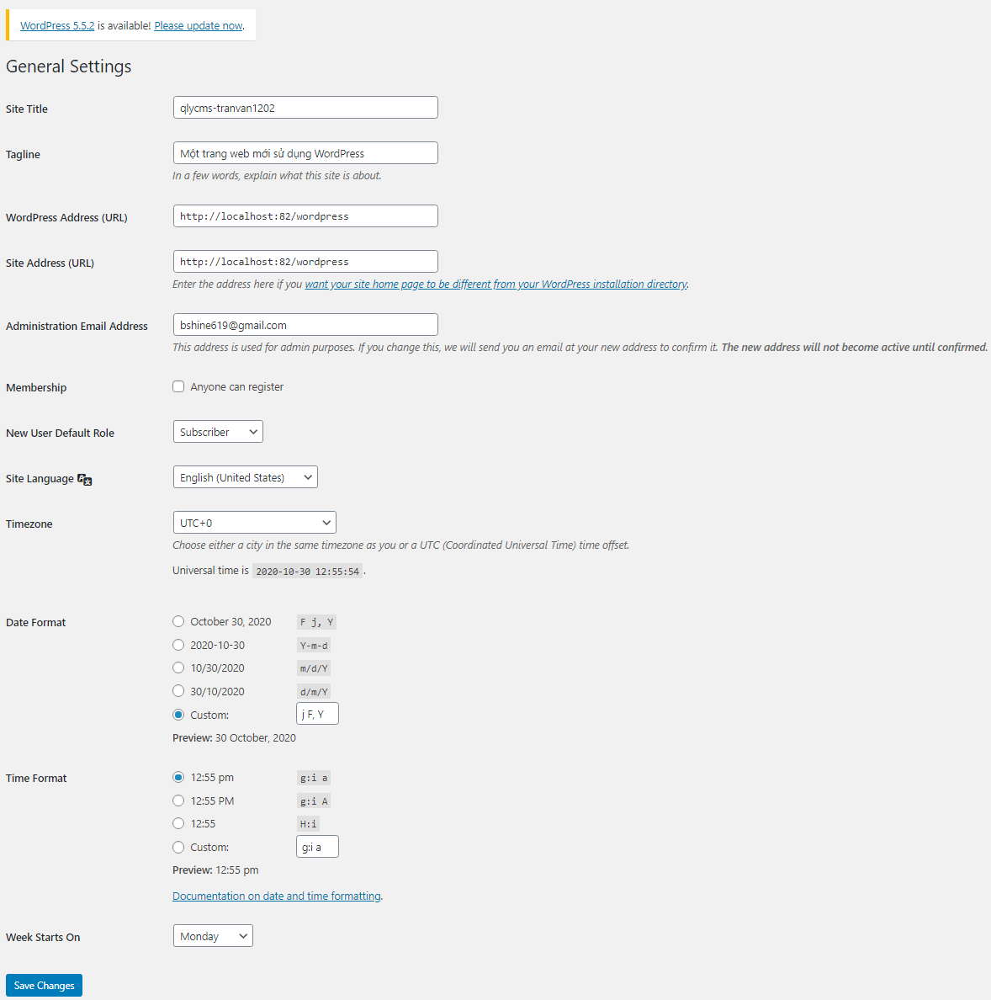 WordPress 5.5.2 is available! Please update now.
General Settings
Site Title
qlycms-tranvan1202
Tagline
Một trang web mới sử dụng WordPress
In a few words, explain what this site is about.
WordPress Address (URL)
http://localhost:82/wordpress
Site Address (URL)
http://localhost:82/wordpress
Enter the address here if you want your site home page to be different from your WordPress installation directory.
Administration Email Address
bshine619@gmail.com
This address is used for admin purposes. If you change this, we will send you an email at your new address to confirm it. The new address will not become active until confirmed.
Membership
Anyone can register
New User Default Role
Subscriber
Site Language
English (United States)
Timezone
UTC+0
Choose either a city in the same timezone as you or a UTC (Coordinated Universal Time) time offset.
Universal time is 2020-10-30 12:55:54 .
Date Format
October 30, 2020 F j, Y
2020-10-30 Y-m-d
10/30/2020 m/d/Y
30/10/2020 d/m/Y
Custom: j F, Y
Preview: 30 October, 2020
Time Format
12:55 pm g:i a
12:55 PM g:i A
12:55 H:i
Custom: g:i a
Preview: 12:55 pm
Documentation on date and time formatting.
Week Starts On
Monday
Save Changes